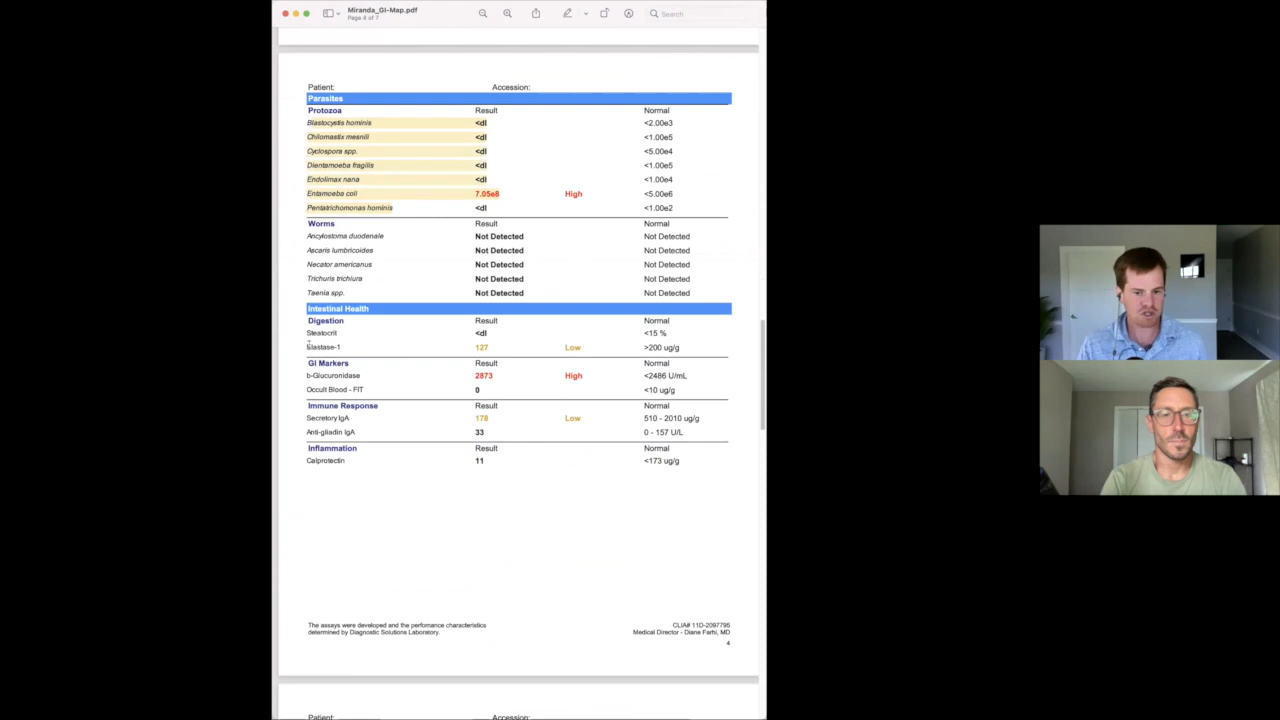 Miranda_GI-Map.pdf
Page 4 of 7
Search
Patient: Accession:
Parasites
Protozoa Result Normal
Blastocystis hominis <dl <2.00e3
Chilomastix mesnili <dl <1.00e5
Cyclospora spp. <dl <5.00e4
Dientamoeba fragilis <dl <1.00e5
Endolimax nana <dl <1.00e4
Entamoeba coli 7.05e8 High <5.00e6
Pentatrichomonas hominis <dl <1.00e2
Worms Result Normal
Ancylostoma duodenale Not Detected Not Detected
Ascaris lumbricoides Not Detected Not Detected
Necator americanus Not Detected Not Detected
Trichuris trichiura Not Detected Not Detected
Taenia spp. Not Detected Not Detected
Intestinal Health
Digestion Result Normal
Steatocrit <dl <15 %
Elastase-1 127 Low >200 ug/g
GI Markers Result Normal
b-Glucuronidase 2873 High <2486 U/mL
Occult Blood - FIT 0 <10 ug/g
Immune Response Result Normal
Secretory IgA 178 Low 510 - 2010 ug/g
Anti-gliadin IgA 33 0 - 157 U/L
Inflammation Result Normal
Calprotectin 11 <173 ug/g
The assays were developed and the perfomance characteristics CLIA# 11D-2097795
determined by Diagnostic Solutions Laboratory. Medical Director - Diane Farhi, MD
4
Patient: Accession: